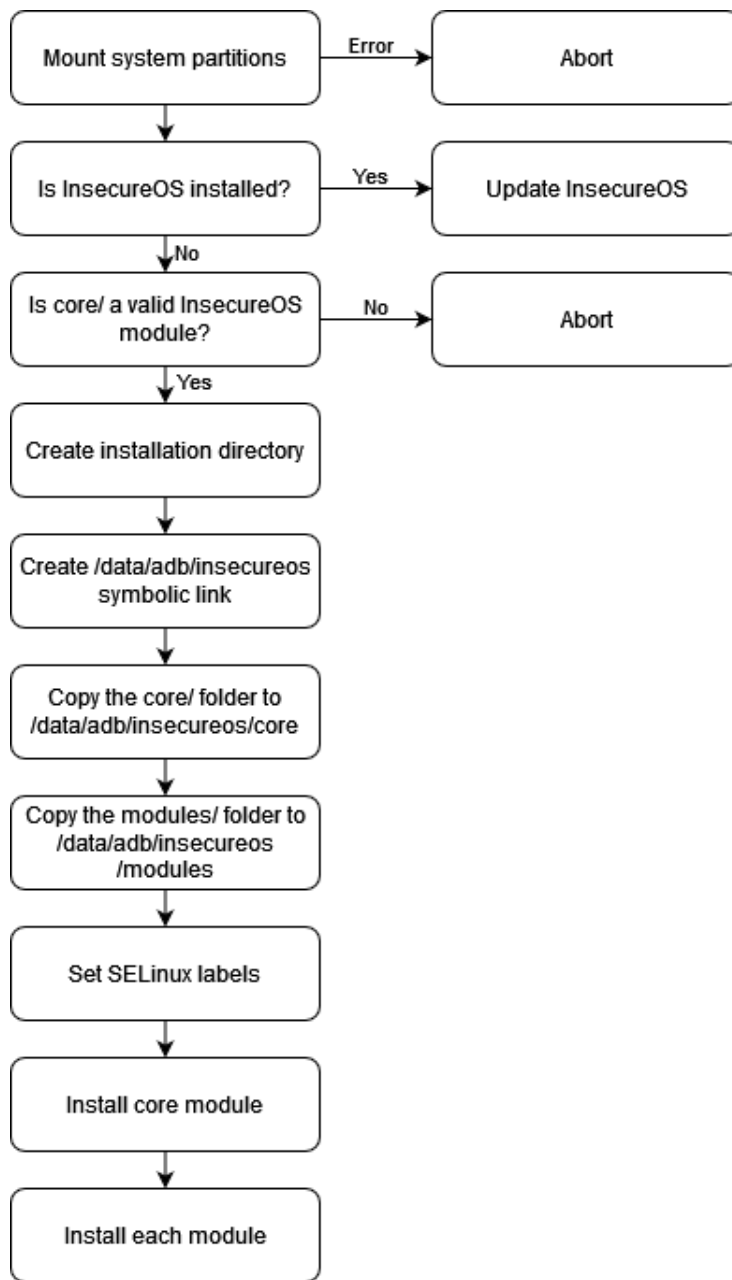 Mount system partitions
Error
Abort
Is InsecureOS installed?
Yes
Update InsecureOS
No
Is core/ a valid InsecureOS
module?
No
Abort
Yes
Create installation directory
Create /data/adb/insecureos
symbolic link
Copy the core/ folder to
/data/adb/insecureos/core
Copy the modules/ folder to
/data/adb/insecureos
/modules
Set SELinux labels
Install core module
Install each module